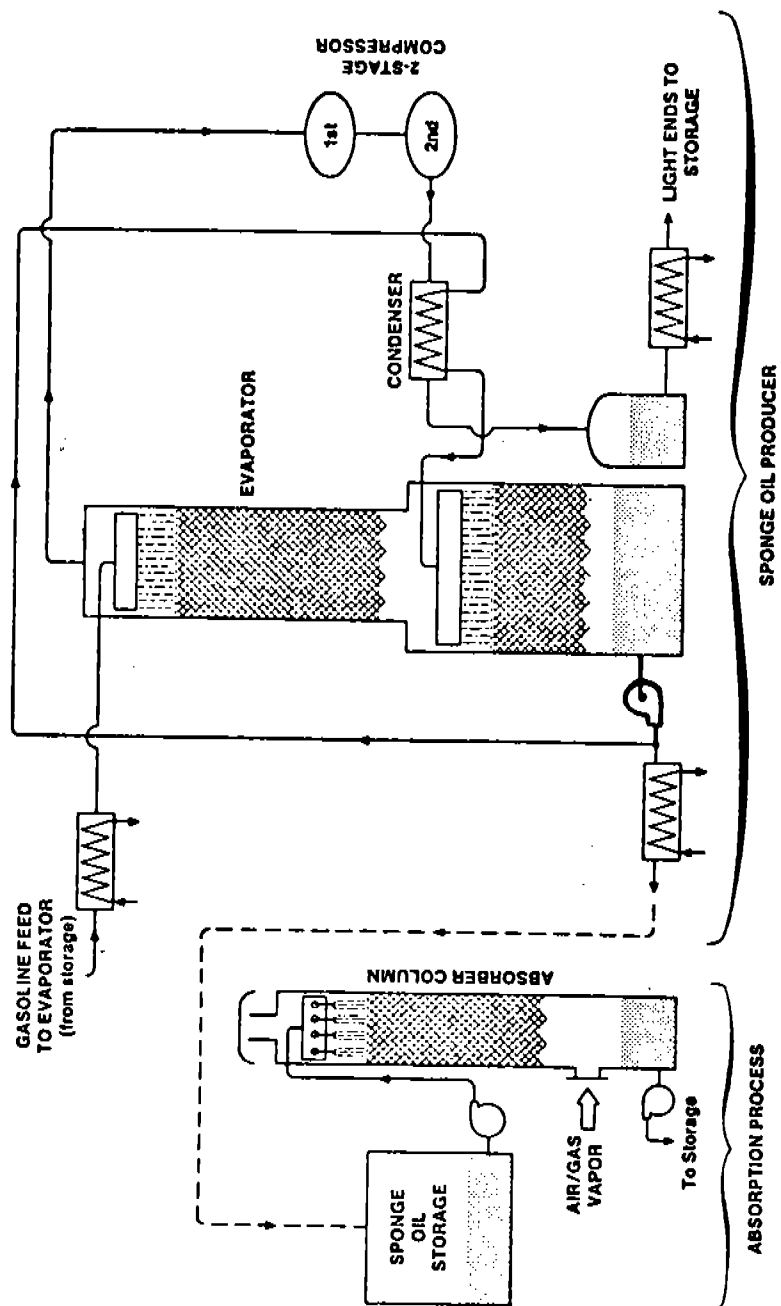 GASOLINE FEED
TO EVAPORATOR
(from storage)
EVAPORATOR
2-STAGE
COMPRESSOR
1st
2nd
CONDENSER
LIGHT ENDS TO
STORAGE
SPONGE OIL PRODUCER
ABSORBER COLUMN
SPONGE
OIL
STORAGE
AIR/GAS
VAPOR
To Storage
ABSORPTION PROCESS